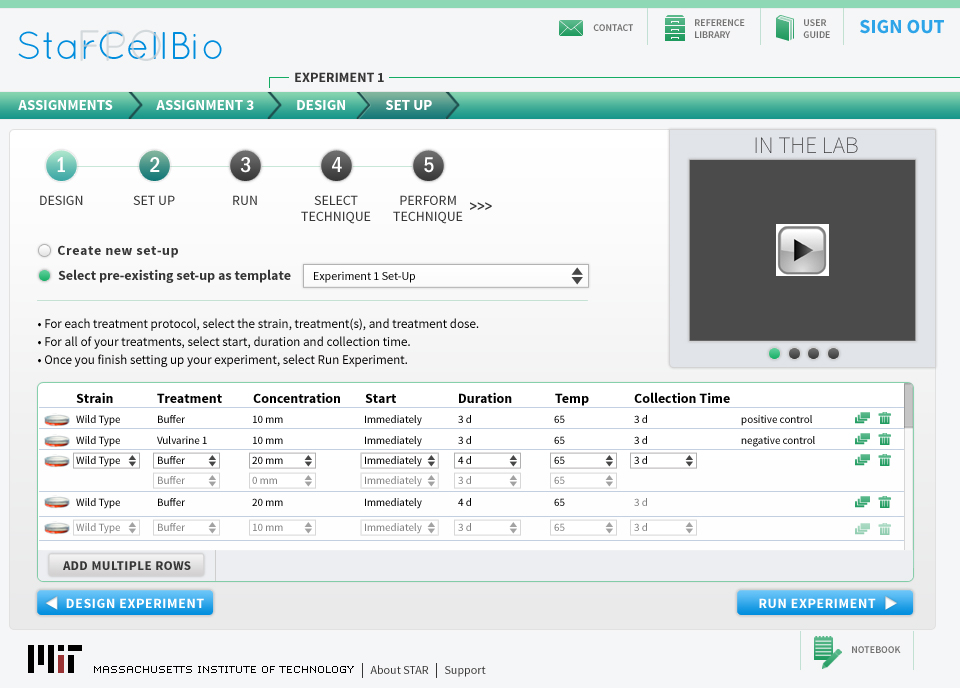 StarCellBio
FPO
CONTACT
REFERENCE LIBRARY
USER GUIDE
SIGN OUT
EXPERIMENT 1
ASSIGNMENTS ASSIGNMENT 3 DESIGN SET UP
1 2 3 4 5
DESIGN SET UP RUN SELECT TECHNIQUE PERFORM TECHNIQUE >>>
Create new set-up
Select pre-existing set-up as template Experiment 1 Set-Up
• For each treatment protocol, select the strain, treatment(s), and treatment dose.
• For all of your treatments, select start, duration and collection time.
• Once you finish setting up your experiment, select Run Experiment.
IN THE LAB
Strain Treatment Concentration Start Duration Temp Collection Time
Wild Type Buffer 10 mm Immediately 3 d 65 3 d positive control
Wild Type Vulvarine 1 10 mm Immediately 3 d 65 3 d negative control
Wild Type Buffer 20 mm Immediately 4 d 65 3 d
Buffer 0 mm Immediately 3 d 65
Wild Type Buffer 20 mm Immediately 4 d 65 3 d
Wild Type Buffer 10 mm Immediately 3 d 65 3 d
ADD MULTIPLE ROWS
DESIGN EXPERIMENT
RUN EXPERIMENT
MIT MASSACHUSETTS INSTITUTE OF TECHNOLOGY | About STAR | Support
NOTEBOOK